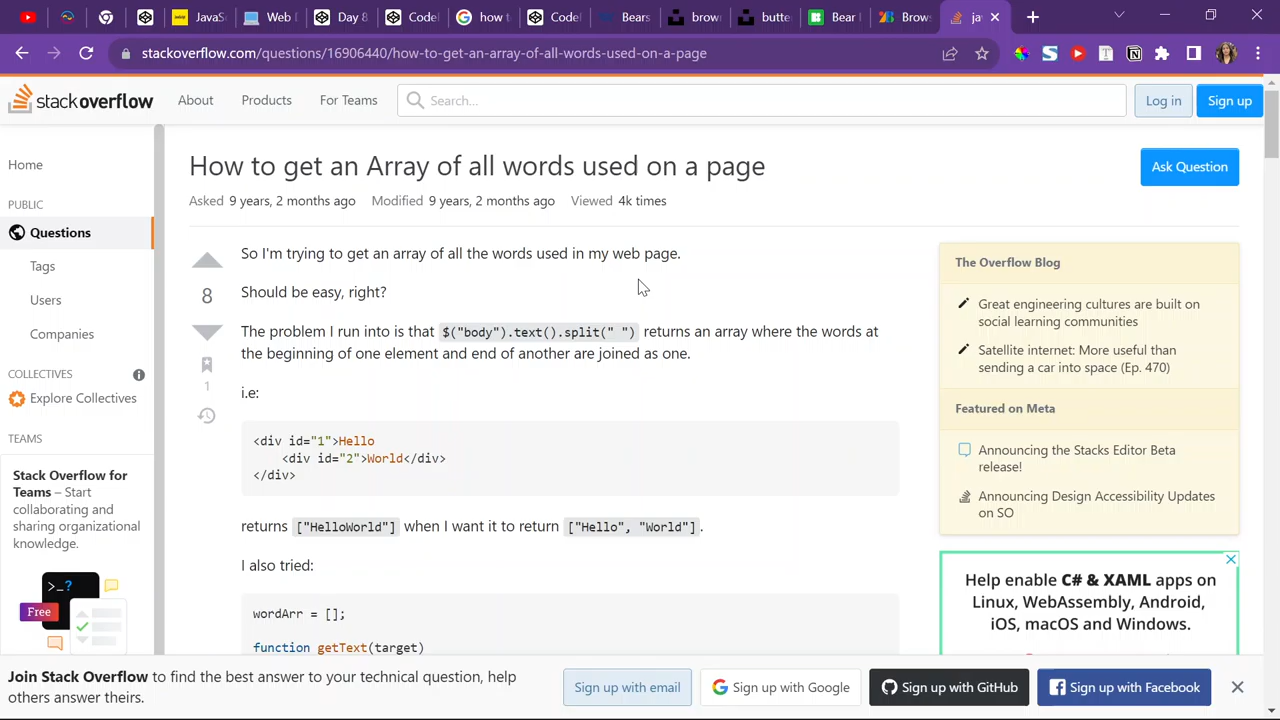 JavaS
Web D
Day 8
Codel
how to
Codel
Bears
brow
butte
Bear I
Brows
jav
stackoverflow.com/questions/16906440/how-to-get-an-array-of-all-words-used-on-a-page
stackoverflow
About
Products
For Teams
Search...
Log in
Sign up
Home
PUBLIC
Questions
Tags
Users
Companies
COLLECTIVES
Explore Collectives
TEAMS
Stack Overflow for
Teams – Start
collaborating and
sharing organizational
knowledge.
>_?
Free
How to get an Array of all words used on a page
Ask Question
Asked 9 years, 2 months ago Modified 9 years, 2 months ago Viewed 4k times
8
1
So I'm trying to get an array of all the words used in my web page.
Should be easy, right?
The problem I run into is that $("body").text().split(" ") returns an array where the words at
the beginning of one element and end of another are joined as one.
i.e:
<div id="1">Hello
<div id="2">World</div>
</div>
returns ["HelloWorld"] when I want it to return ["Hello", "World"].
I also tried:
wordArr = [];
function getText(target)
The Overflow Blog
Great engineering cultures are built on
social learning communities
Satellite internet: More useful than
sending a car into space (Ep. 470)
Featured on Meta
Announcing the Stacks Editor Beta
release!
Announcing Design Accessibility Updates
on SO
Help enable C# & XAML apps on
Linux, WebAssembly, Android,
iOS, macOS and Windows.
Join Stack Overflow to find the best answer to your technical question, help
others answer theirs.
Sign up with email
Sign up with Google
Sign up with GitHub
Sign up with Facebook